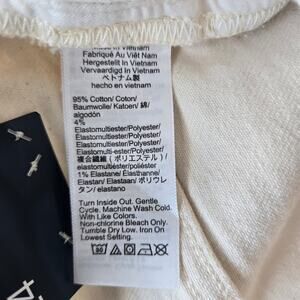 Made in Vietnam
Fabriqué Au Viêt Nam
Hergestellt In Vietnam
Vervaardigd In Vietnam
ベトナム製
hecho en vietnam
95% Cotton/ Coton/
Baumwolle/ Katoen/ 綿/
algodón
4%
Elastomultiester/Polyester/
Elastomultiester/Polyester/
Elastomulti-ester/Polyester/
Elastomultiester/Polyester/
複合繊維 ( ポリエステル ) /
elastomultiéster/poliéster
1% Elastane/ Élasthanne/
Elastan/ Elastaan/ ポリウレ
タン/ elastano
Turn Inside Out. Gentle
Cycle. Machine Wash Cold.
With Like Colors.
Non-chlorine Bleach Only.
Tumble Dry Low. Iron On
Lowest Setting.